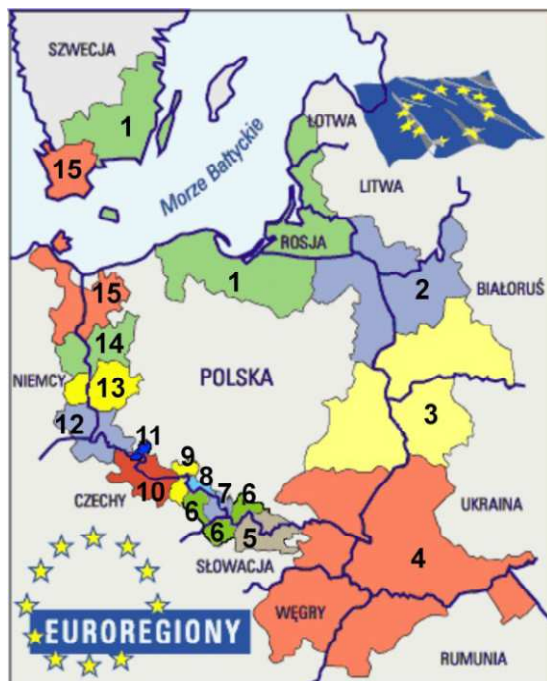 SZWECJA
1
15
Morze Bałtyckie
ŁOTWA
LITWA
ROSJA
BIAŁORUŚ
1
2
15
14
NIEMCY
13
POLSKA
12
11
3
9
8
10
7
6
CZECHY
6
6
5
UKRAINA
SŁOWACJA
4
WĘGRY
EUROREGIONY
RUMUNIA